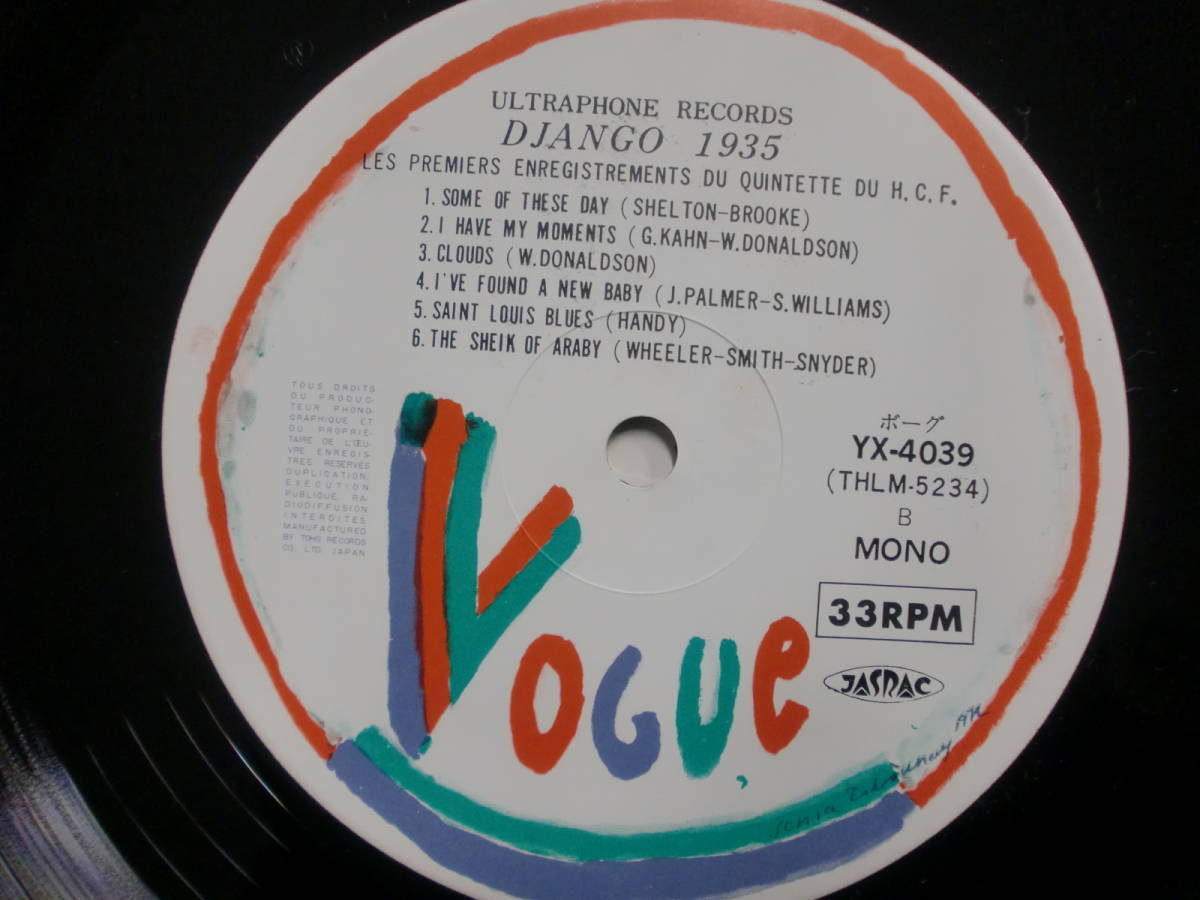 ULTRAPHONE RECORDS
DJANGO 1935
LES PREMIERS ENREGISTREMENTS DU QUINTETTE DU H.C.F.
1. SOME OF THESE DAY (SHELTON-BROOKE)
2. I HAVE MY MOMENTS (G.KAHN-W.DONALDSON)
3. CLOUDS (W.DONALDSON)
4. I'VE FOUND A NEW BABY (J.PALMER-S.WILLIAMS)
5. SAINT LOUIS BLUES (HANDY)
6. THE SHEIK OF ARABY (WHEELER-SMITH-SNYDER)
TOUS DROITS
DU PRODUC-
TEUR PHONO-
GRAPHIQUE ET
DU PROPRIÉ-
TAIRE DE L'ŒU-
VRE ENREGIS-
TREE RESERVES
DUPLICATION,
EXECUTION
PUBLIQUE, RA-
DIODIFFUSION
INTERDITES
MANUFACTURED
BY TOHO RECORDS
CO. LTD. JAPAN
ボーグ
YX-4039
(THLM-5234)
B
MONO
33RPM
JASRAC
VOGUe
sonia Delaunay